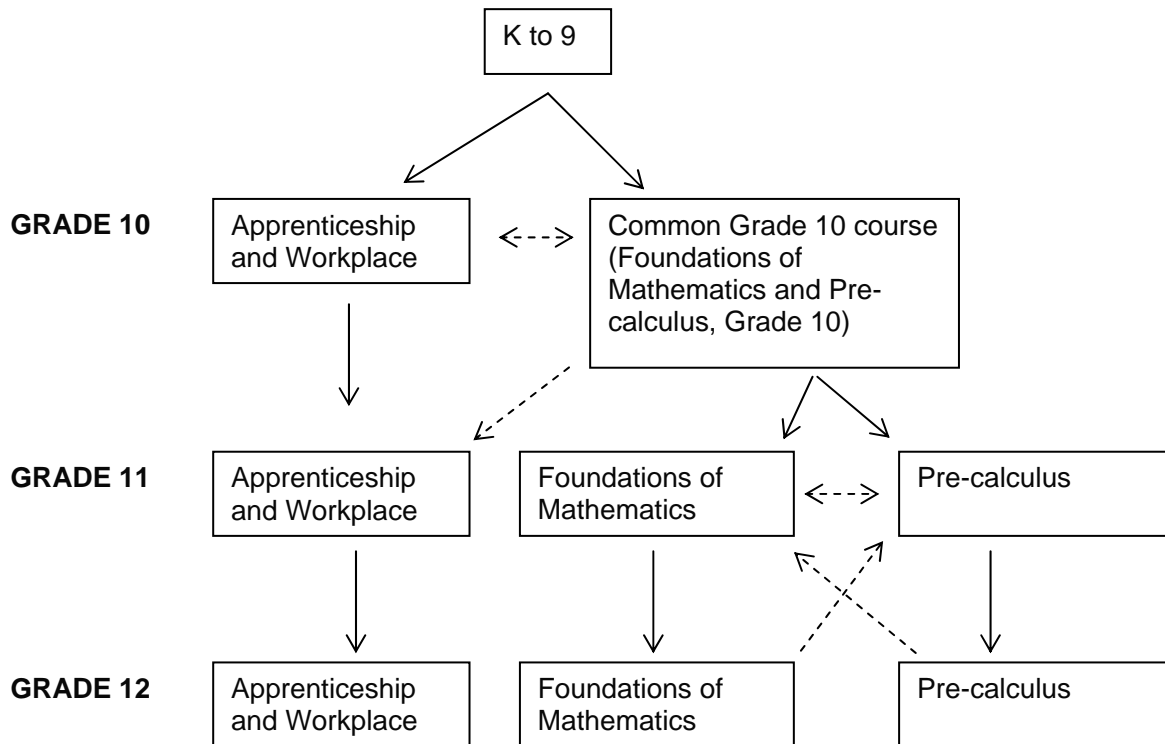 K to 9
GRADE 10
Apprenticeship
and Workplace
Common Grade 10 course
(Foundations of
Mathematics and Pre-
calculus, Grade 10)
GRADE 11
Apprenticeship
and Workplace
Foundations of
Mathematics
Pre-calculus
GRADE 12
Apprenticeship
and Workplace
Foundations of
Mathematics
Pre-calculus